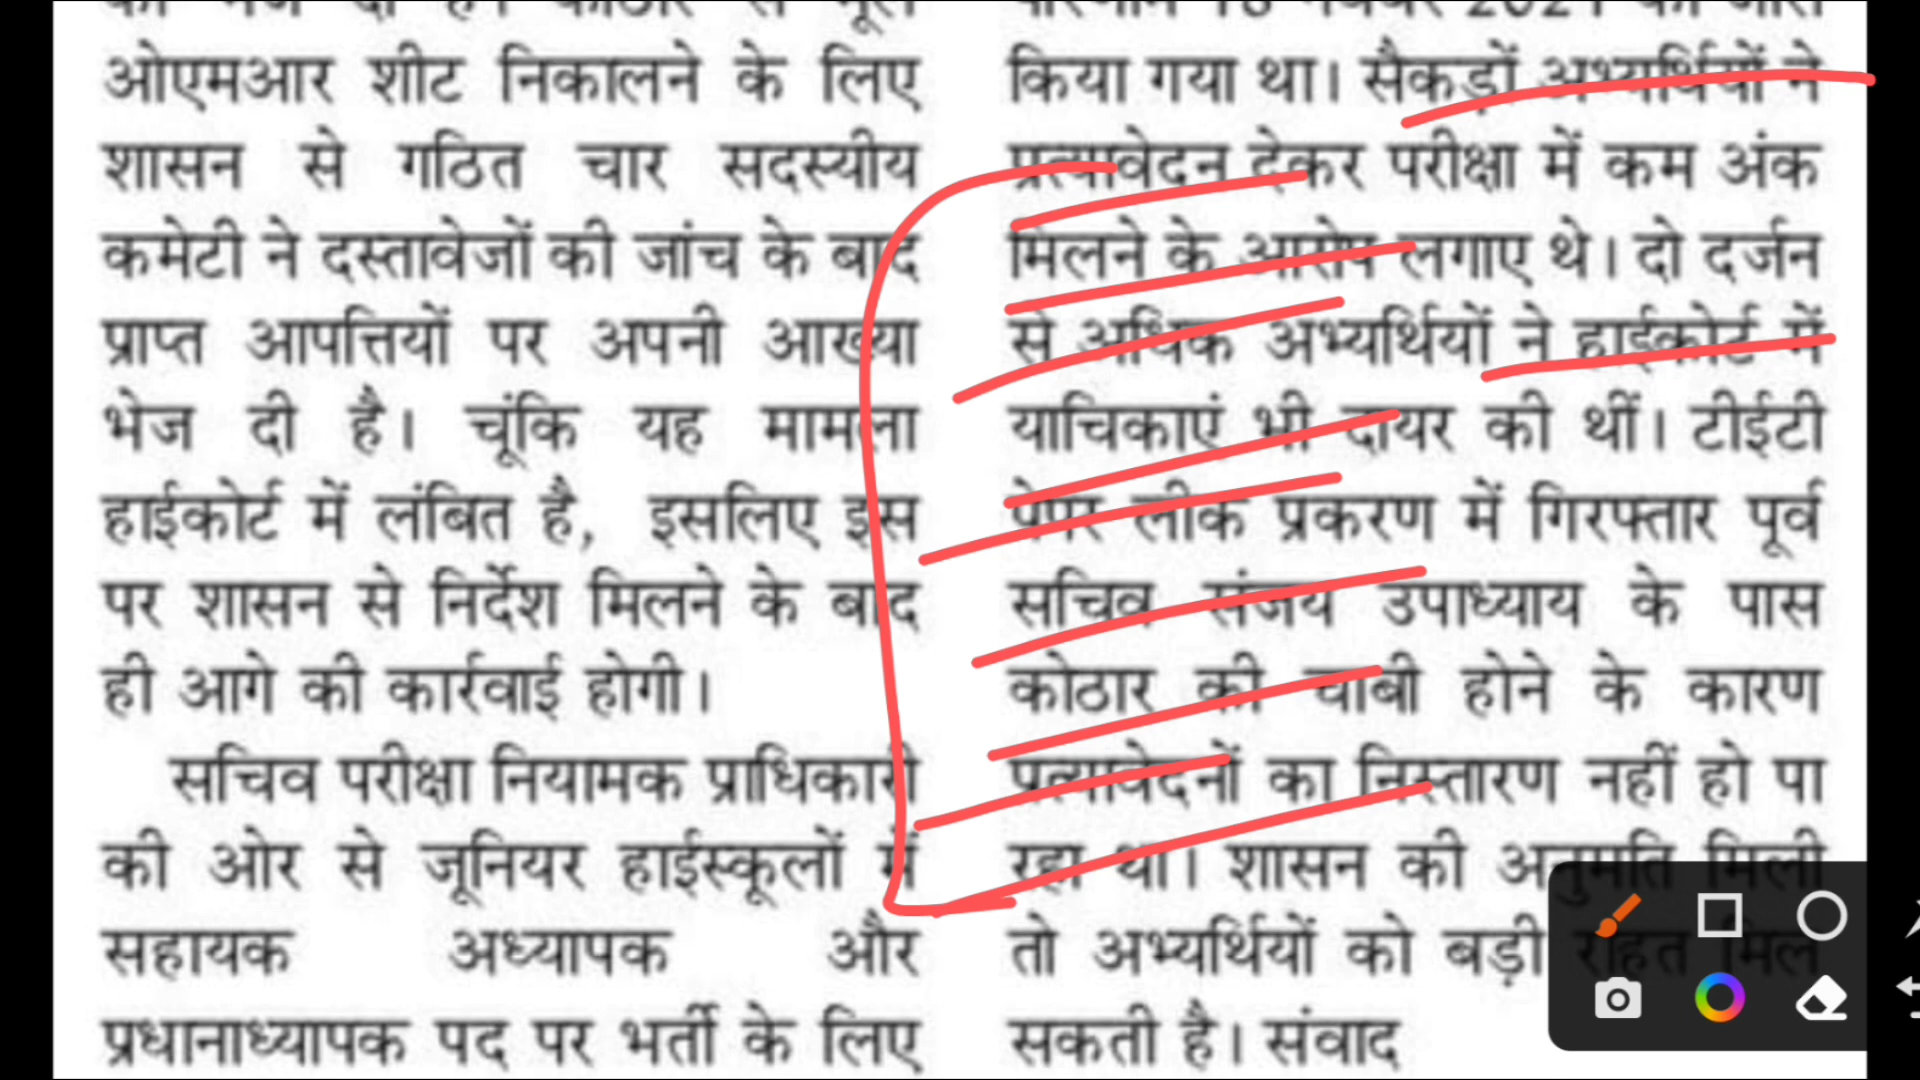 ओएमआर शीट निकालने के लिए
शासन से गठित चार सदस्यीय
कमेटी ने दस्तावेजों की जांच के बाद
प्राप्त आपत्तियों पर अपनी आख्या
भेज दी है। चूंकि यह मामला
हाईकोर्ट में लंबित है, इसलिए इस
पर शासन से निर्देश मिलने के बाद
ही आगे की कार्रवाई होगी।
सचिव परीक्षा नियामक प्राधिकारी
की ओर से जूनियर हाईस्कूलों में
सहायक अध्यापक और
प्रधानाध्यापक पद पर भर्ती के लिए
किया गया था। सैकड़ों अभ्यर्थियों ने
प्रत्यावेदन देकर परीक्षा में कम अंक
मिलने के आरोप लगाए थे। दो दर्जन
से अधिक अभ्यर्थियों ने हाईकोर्ट में
याचिकाएं भी दायर की थीं। टीईटी
पेपर लीक प्रकरण में गिरफ्तार पूर्व
सचिव संजय उपाध्याय के पास
कोठार की चाबी होने के कारण
प्रत्यावेदनों का निस्तारण नहीं हो पा
रहा था। शासन की अनुमति मिली
तो अभ्यर्थियों को बड़ी राहत मिल
सकती है। संवाद